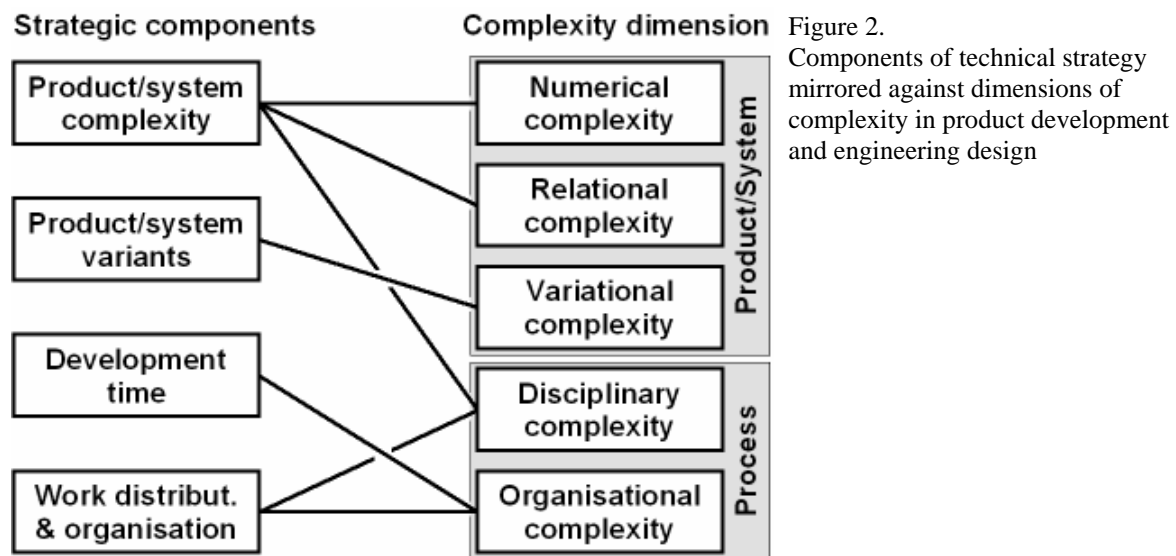 Strategic components
Complexity dimension
Product/system
complexity
Product/system
variants
Development
time
Work distribut.
& organisation
Numerical
complexity
Relational
complexity
Variational
complexity
Product/System
Disciplinary
complexity
Organisational
complexity
Process
Figure 2.
Components of technical strategy
mirrored against dimensions of
complexity in product development
and engineering design